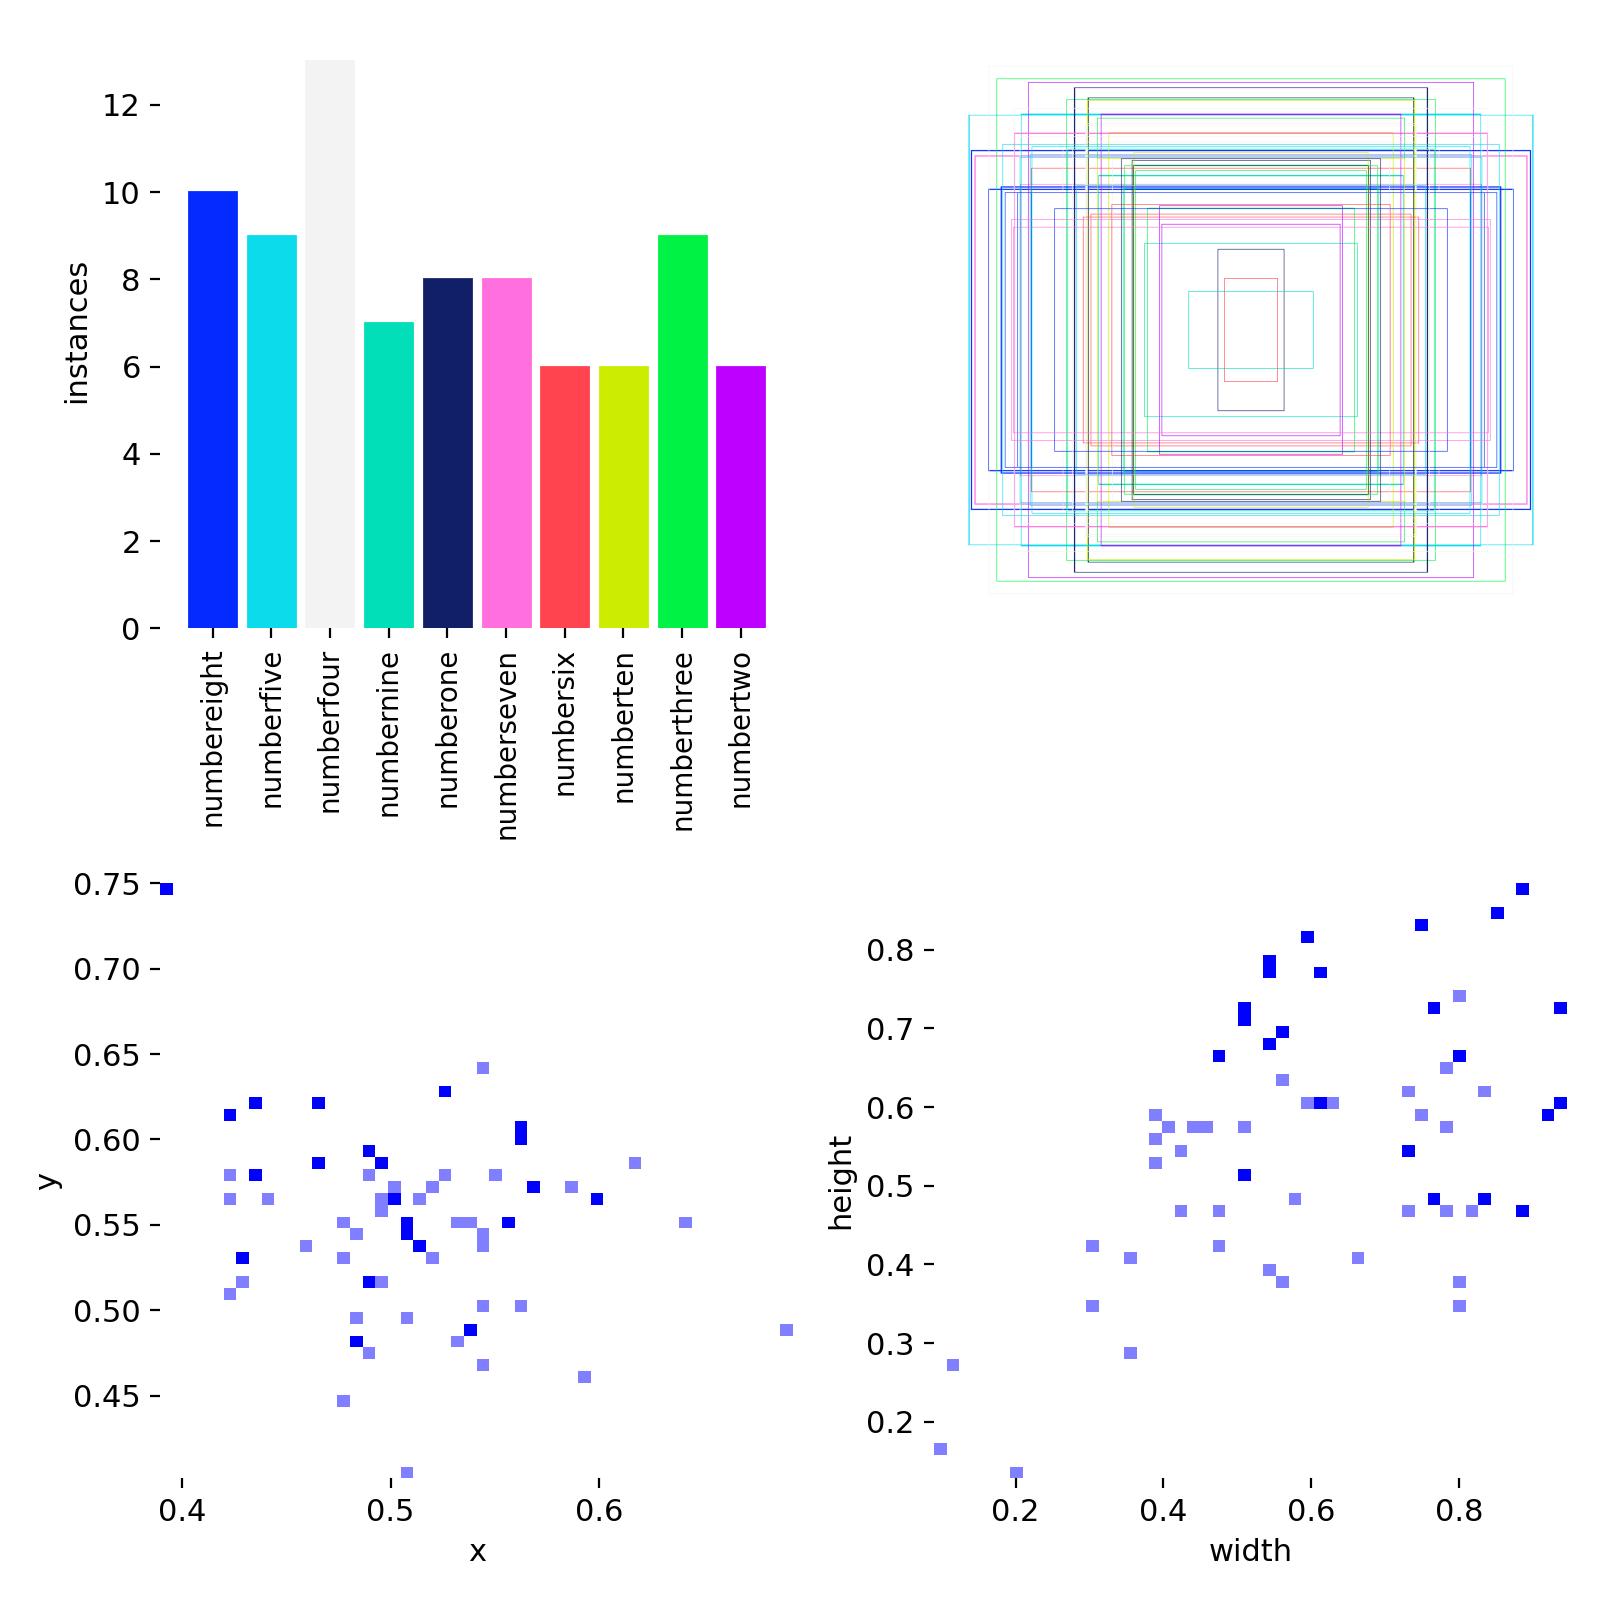 instances
12
10
8
6
4
2
0
numbereight
numberfive
numberfour
numbernine
numberone
numberseven
numbersix
numberten
numberthree
numbertwo
y
0.75
0.70
0.65
0.60
0.55
0.50
0.45
0.4 0.5 0.6
x
height
0.8
0.7
0.6
0.5
0.4
0.3
0.2
0.2 0.4 0.6 0.8
width